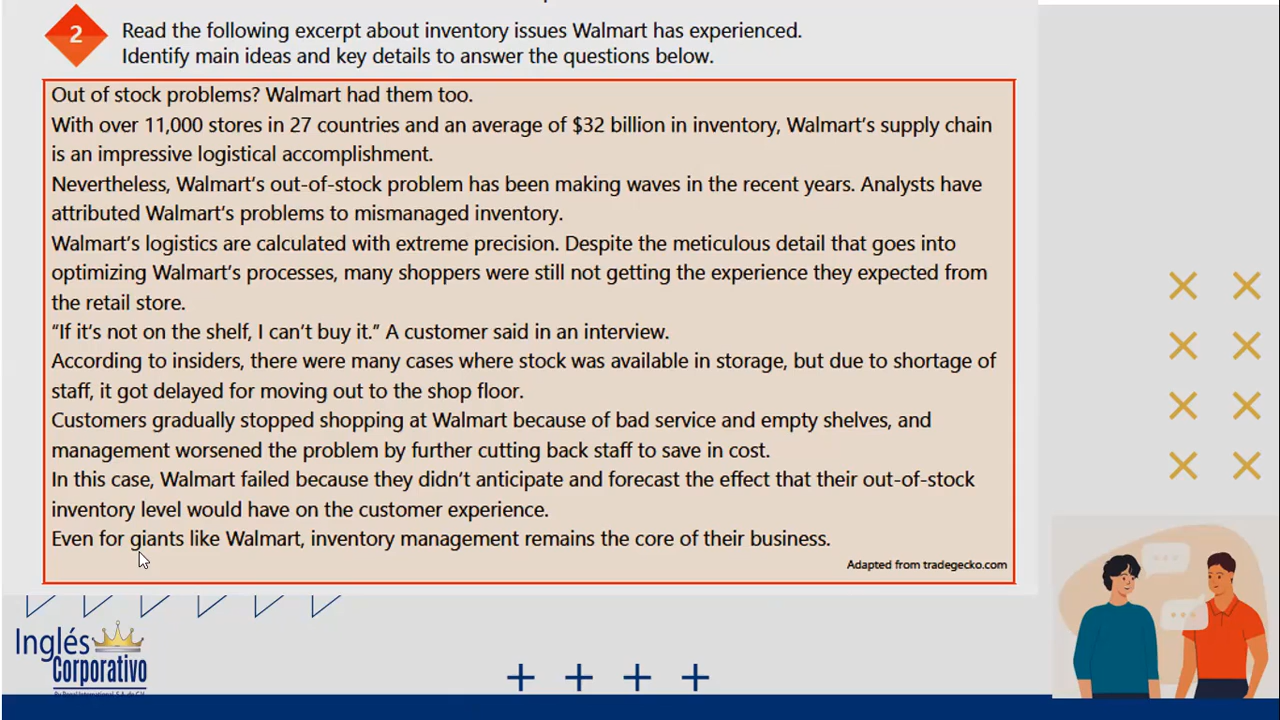 2
Read the following excerpt about inventory issues Walmart has experienced.
Identify main ideas and key details to answer the questions below.
Out of stock problems? Walmart had them too.
With over 11,000 stores in 27 countries and an average of $32 billion in inventory, Walmart's supply chain
is an impressive logistical accomplishment.
Nevertheless, Walmart's out-of-stock problem has been making waves in the recent years. Analysts have
attributed Walmart's problems to mismanaged inventory.
Walmart's logistics are calculated with extreme precision. Despite the meticulous detail that goes into
optimizing Walmart's processes, many shoppers were still not getting the experience they expected from
the retail store.
“If it's not on the shelf, I can't buy it.” A customer said in an interview.
According to insiders, there were many cases where stock was available in storage, but due to shortage of
staff, it got delayed for moving out to the shop floor.
Customers gradually stopped shopping at Walmart because of bad service and empty shelves, and
management worsened the problem by further cutting back staff to save in cost.
In this case, Walmart failed because they didn't anticipate and forecast the effect that their out-of-stock
inventory level would have on the customer experience.
Even for giants like Walmart, inventory management remains the core of their business.
Adapted from tradegecko.com
Inglés
Corporativo